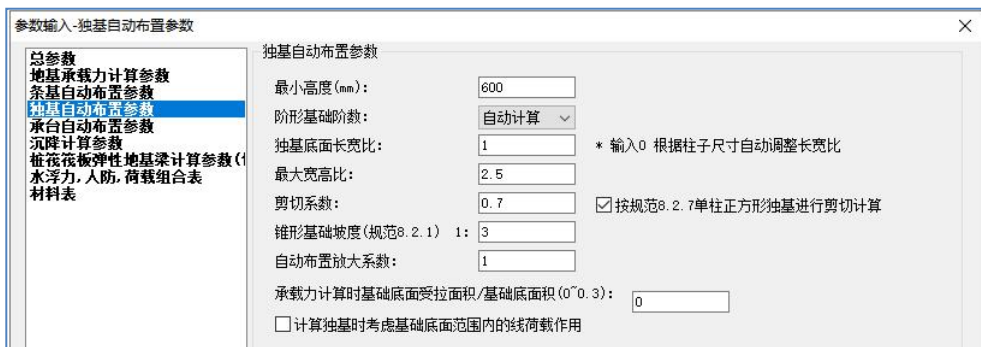 参数输入-独基自动布置参数
总参数
地基承载力计算参数
条基自动布置参数
独基自动布置参数
承台自动布置参数
沉降计算参数
桩筏筏板弹性地基梁计算参数(
水浮力,人防,荷载组合表
材料表
独基自动布置参数
最小高度(mm): 600
阶形基础阶数: 自动计算
独基底面长宽比: 1 * 输入0 根据柱子尺寸自动调整长宽比
最大宽高比: 2.5
剪切系数: 0.7 按规范8.2.7单柱正方形独基进行剪切计算
锥形基础坡度(规范8.2.1) 1: 3
自动布置放大系数: 1
承载力计算时基础底面受拉面积/基础底面积(0~0.3): 0
计算独基时考虑基础底面范围内的线荷载作用